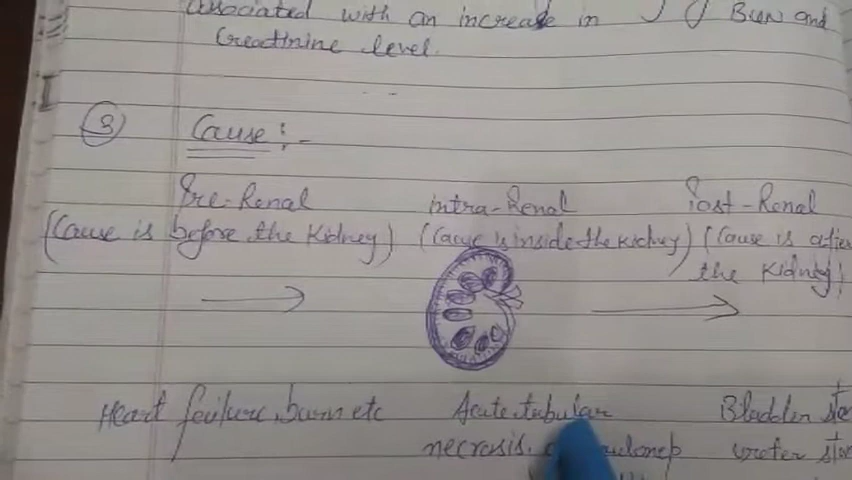 associated with an increase in Bun and
Creactinine level.
3 Cause :-
Pre-Renal intra-Renal Post-Renal
(Cause is before the kidney) (Cause is inside the kidney) (Cause is after
the kidney)
Heart feilure, burn etc Acute tubular Bladder
necrosis. ureter